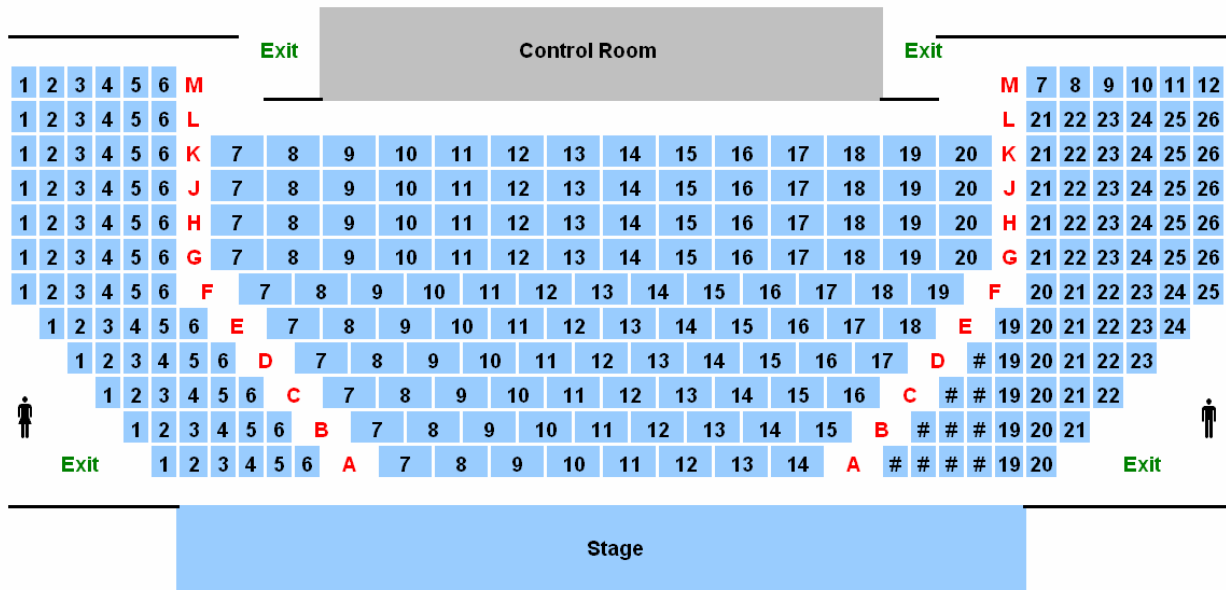 Exit Control Room Exit
1 2 3 4 5 6 M M 7 8 9 10 11 12
1 2 3 4 5 6 L L 21 22 23 24 25 26
1 2 3 4 5 6 K 7 8 9 10 11 12 13 14 15 16 17 18 19 20 K 21 22 23 24 25 26
1 2 3 4 5 6 J 7 8 9 10 11 12 13 14 15 16 17 18 19 20 J 21 22 23 24 25 26
1 2 3 4 5 6 H 7 8 9 10 11 12 13 14 15 16 17 18 19 20 H 21 22 23 24 25 26
1 2 3 4 5 6 G 7 8 9 10 11 12 13 14 15 16 17 18 19 20 G 21 22 23 24 25 26
1 2 3 4 5 6 F 7 8 9 10 11 12 13 14 15 16 17 18 19 F 20 21 22 23 24 25
1 2 3 4 5 6 E 7 8 9 10 11 12 13 14 15 16 17 18 E 19 20 21 22 23 24
1 2 3 4 5 6 D 7 8 9 10 11 12 13 14 15 16 17 D # 19 20 21 22 23
1 2 3 4 5 6 C 7 8 9 10 11 12 13 14 15 16 C # # 19 20 21 22
1 2 3 4 5 6 B 7 8 9 10 11 12 13 14 15 B # # # 19 20 21
Exit 1 2 3 4 5 6 A 7 8 9 10 11 12 13 14 A # # # # 19 20 Exit
Stage